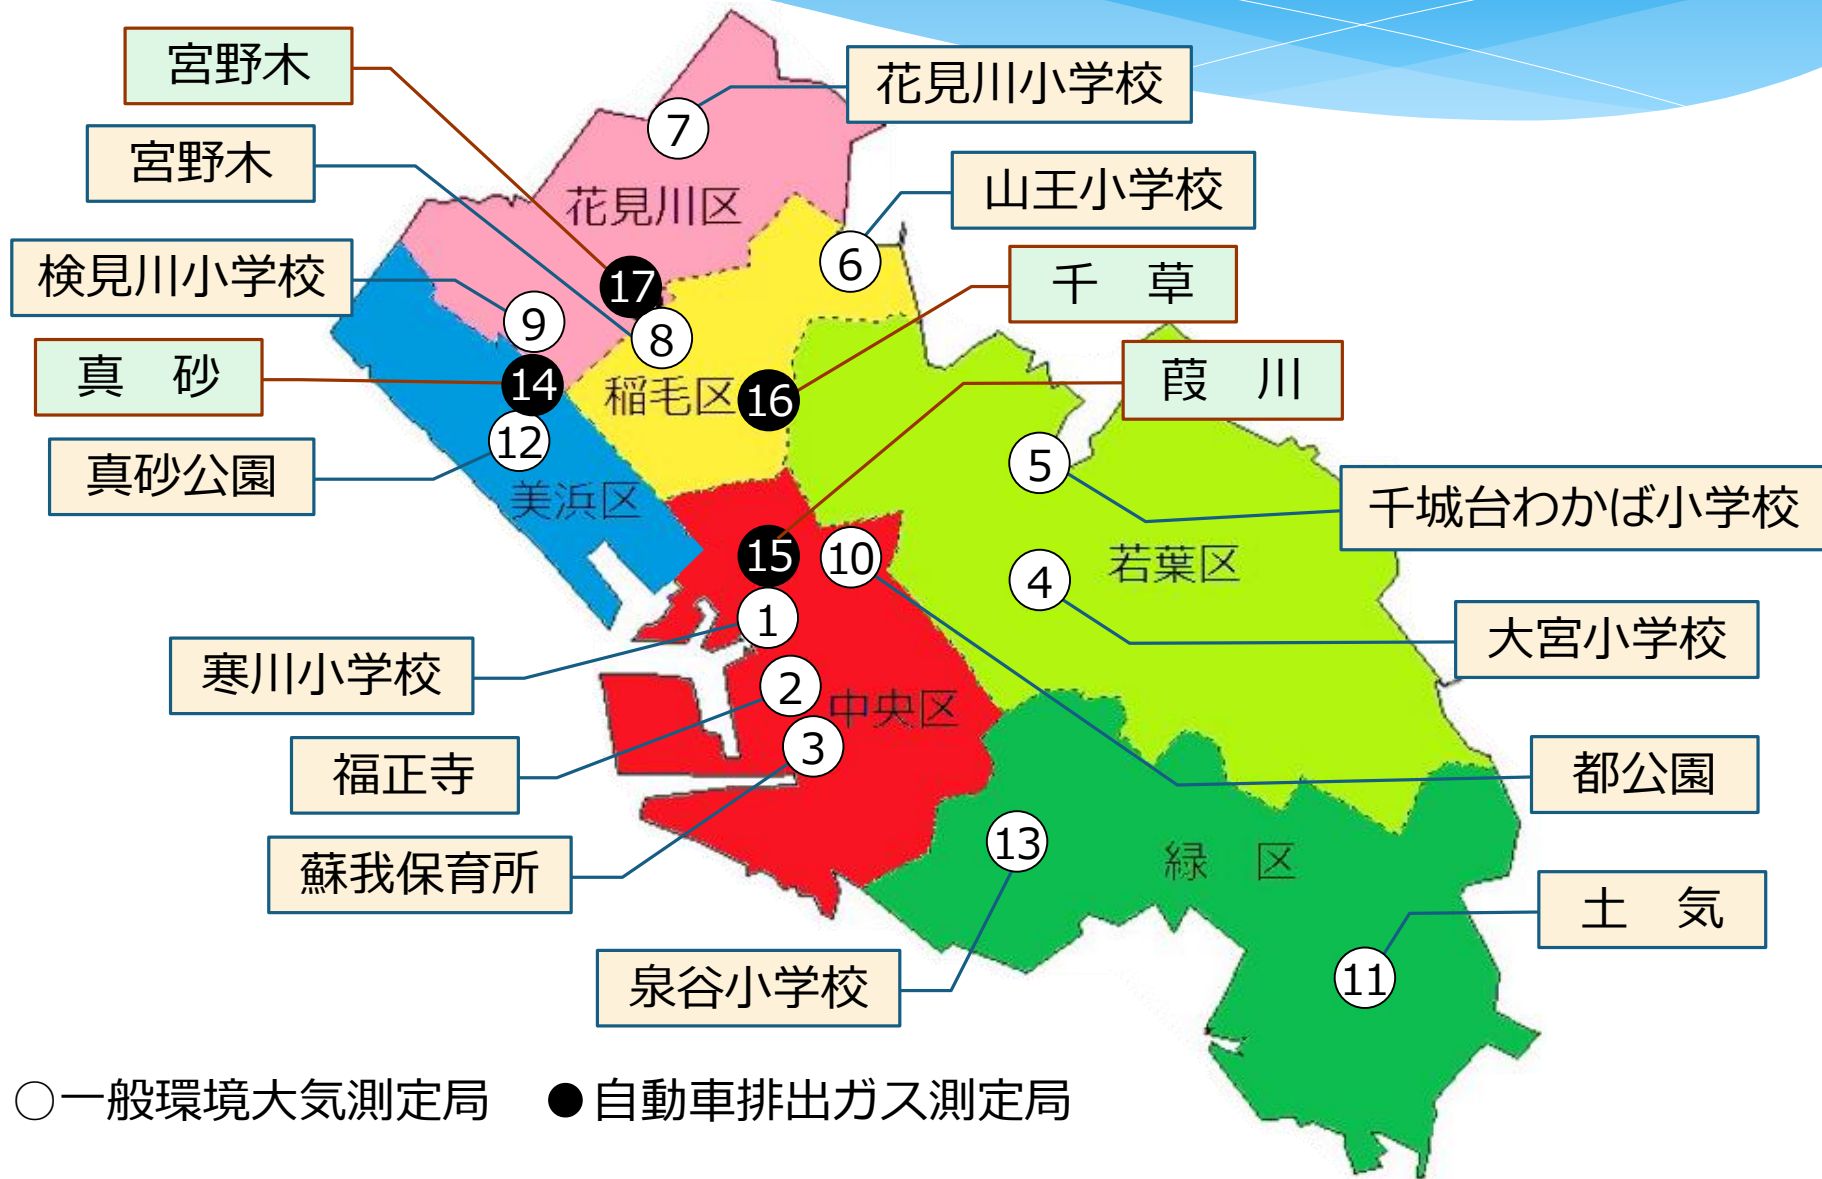 宮野木
花見川小学校
7
宮野木
山王小学校
花見川区
検見川小学校
6
千　草
17
9
8
真　砂
14
稲毛区
16
葭　川
12
真砂公園
5
美浜区
千城台わかば小学校
15
10
若葉区
4
1
大宮小学校
寒川小学校
2
中央区
3
福正寺
都公園
13
緑　区
蘇我保育所
土　気
泉谷小学校
11
○一般環境大気測定局　●自動車排出ガス測定局